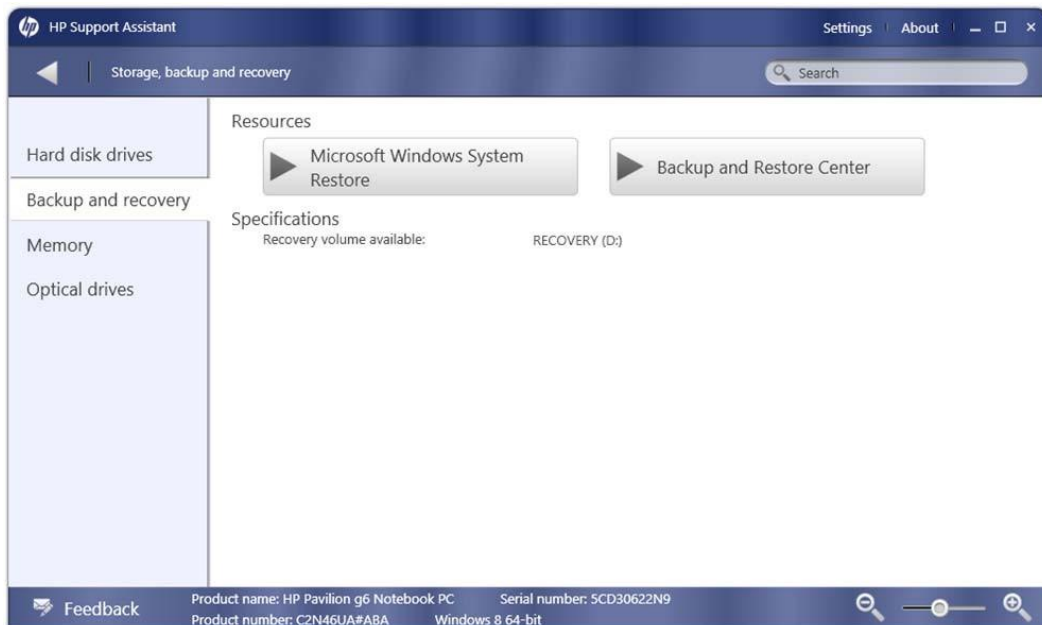 hp HP Support Assistant Settings About
Storage, backup and recovery Search
Resources
Hard disk drives
Backup and recovery
Memory
Optical drives
Microsoft Windows System
Restore
Backup and Restore Center
Specifications
Recovery volume available: RECOVERY (D:)
Feedback
Product name: HP Pavilion g6 Notebook PC Serial number: 5CD30622N9
Product number: C2N46UA#ABA Windows 8 64-bit